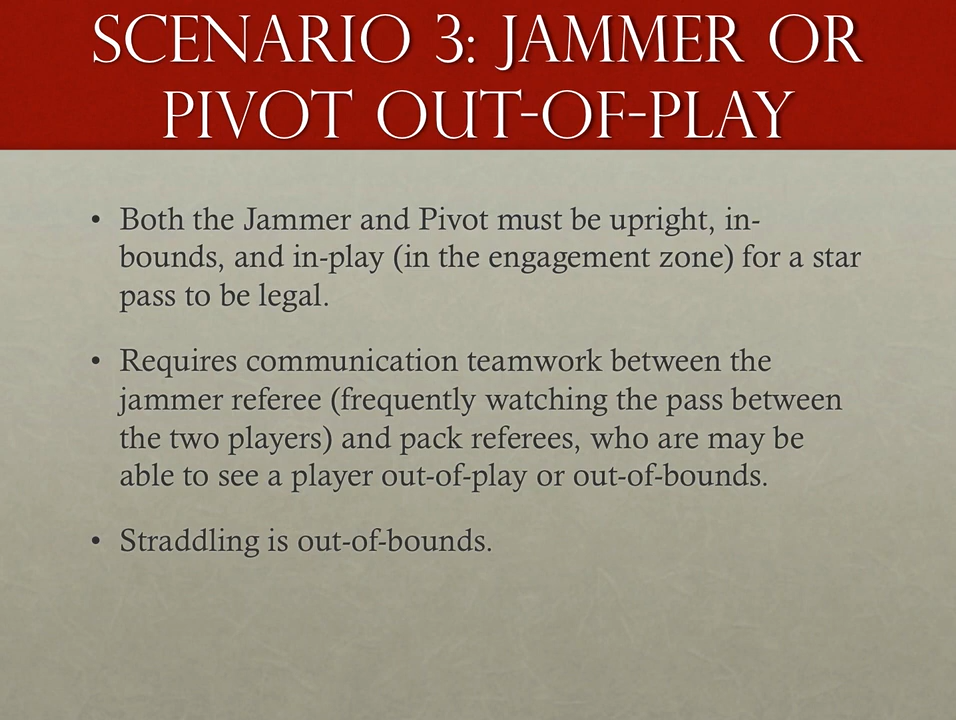 SCENARIO 3: JAMMER OR
PIVOT OUT-OF-PLAY
• Both the Jammer and Pivot must be upright, in-
bounds, and in-play (in the engagement zone) for a star
pass to be legal.
• Requires communication teamwork between the
jammer referee (frequently watching the pass between
the two players) and pack referees, who are may be
able to see a player out-of-play or out-of-bounds.
• Straddling is out-of-bounds.